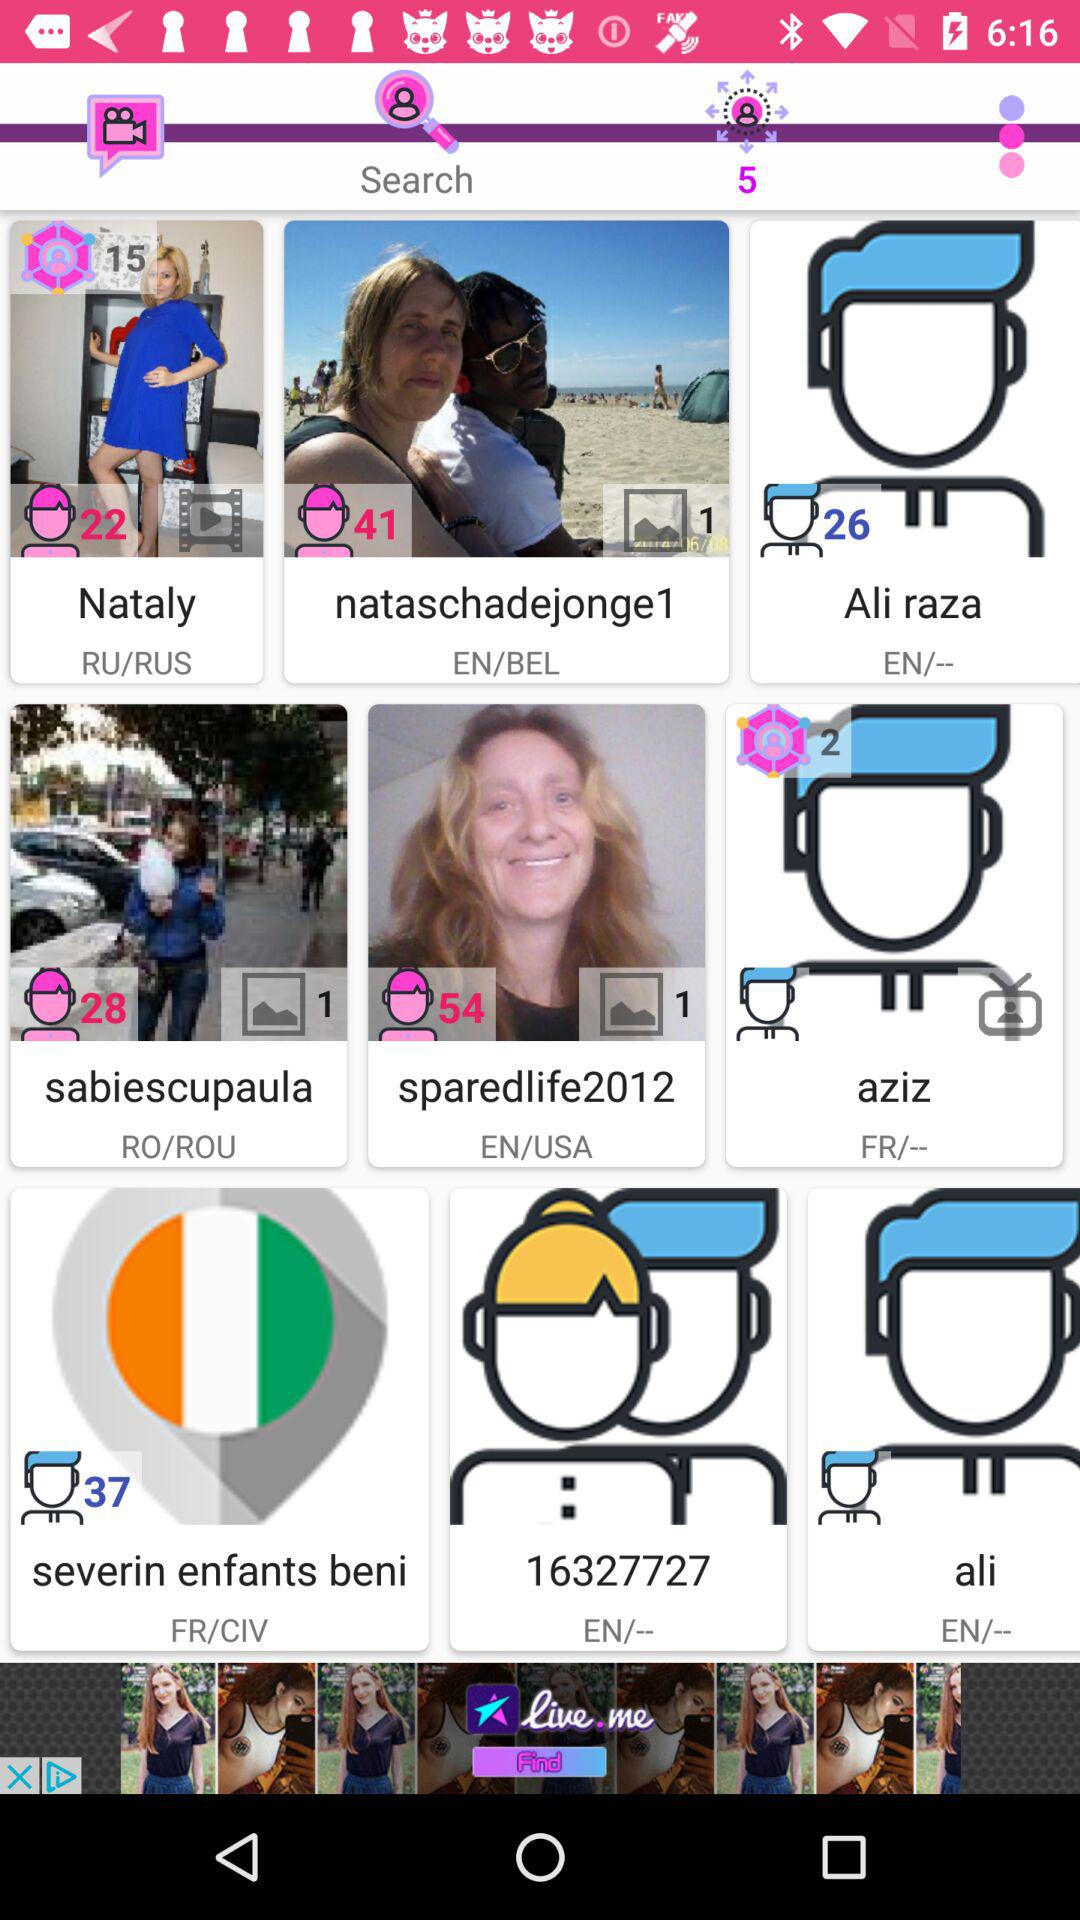 FAKE
6:16
Search
5
15
22
Nataly
RU/RUS
41
1
nataschadejonge1
EN/BEL
26
Ali raza
EN/--
28
1
sabiescupaula
RO/ROU
54
1
sparedlife2012
EN/USA
2
aziz
FR/--
37
severin enfants beni
FR/CIV
16327727
EN/--
ali
EN/--
live.me
Find